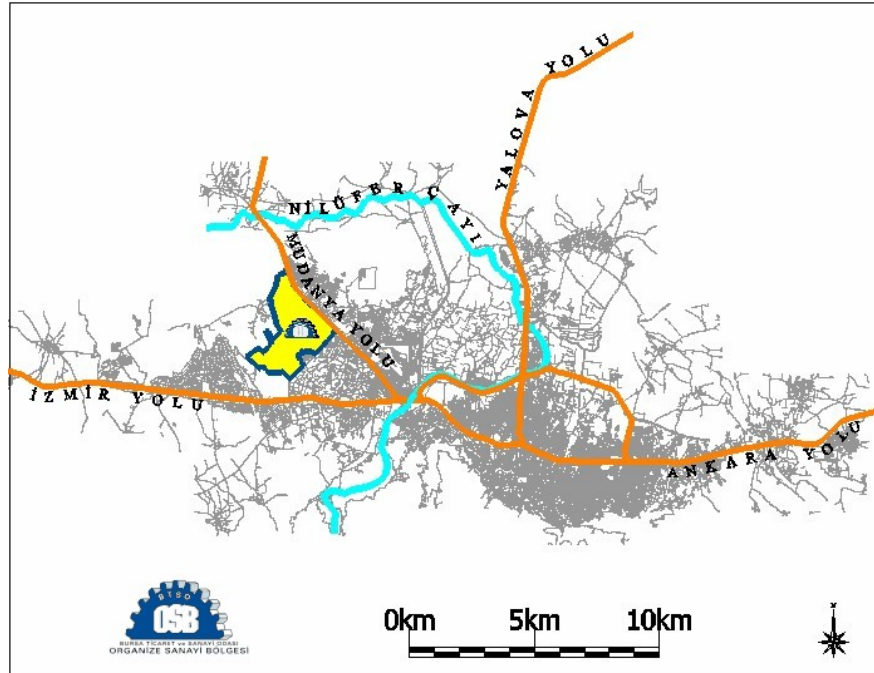 YALOVA YOLU
NİLÜFER ÇAYI
MUDANYA YOLU
İZMİR YOLU
ANKARA YOLU
BTSO
OSB
BURSA TİCARET ve SANAYİ ODASI
ORGANİZE SANAYİ BÖLGESİ
0km 5km 10km